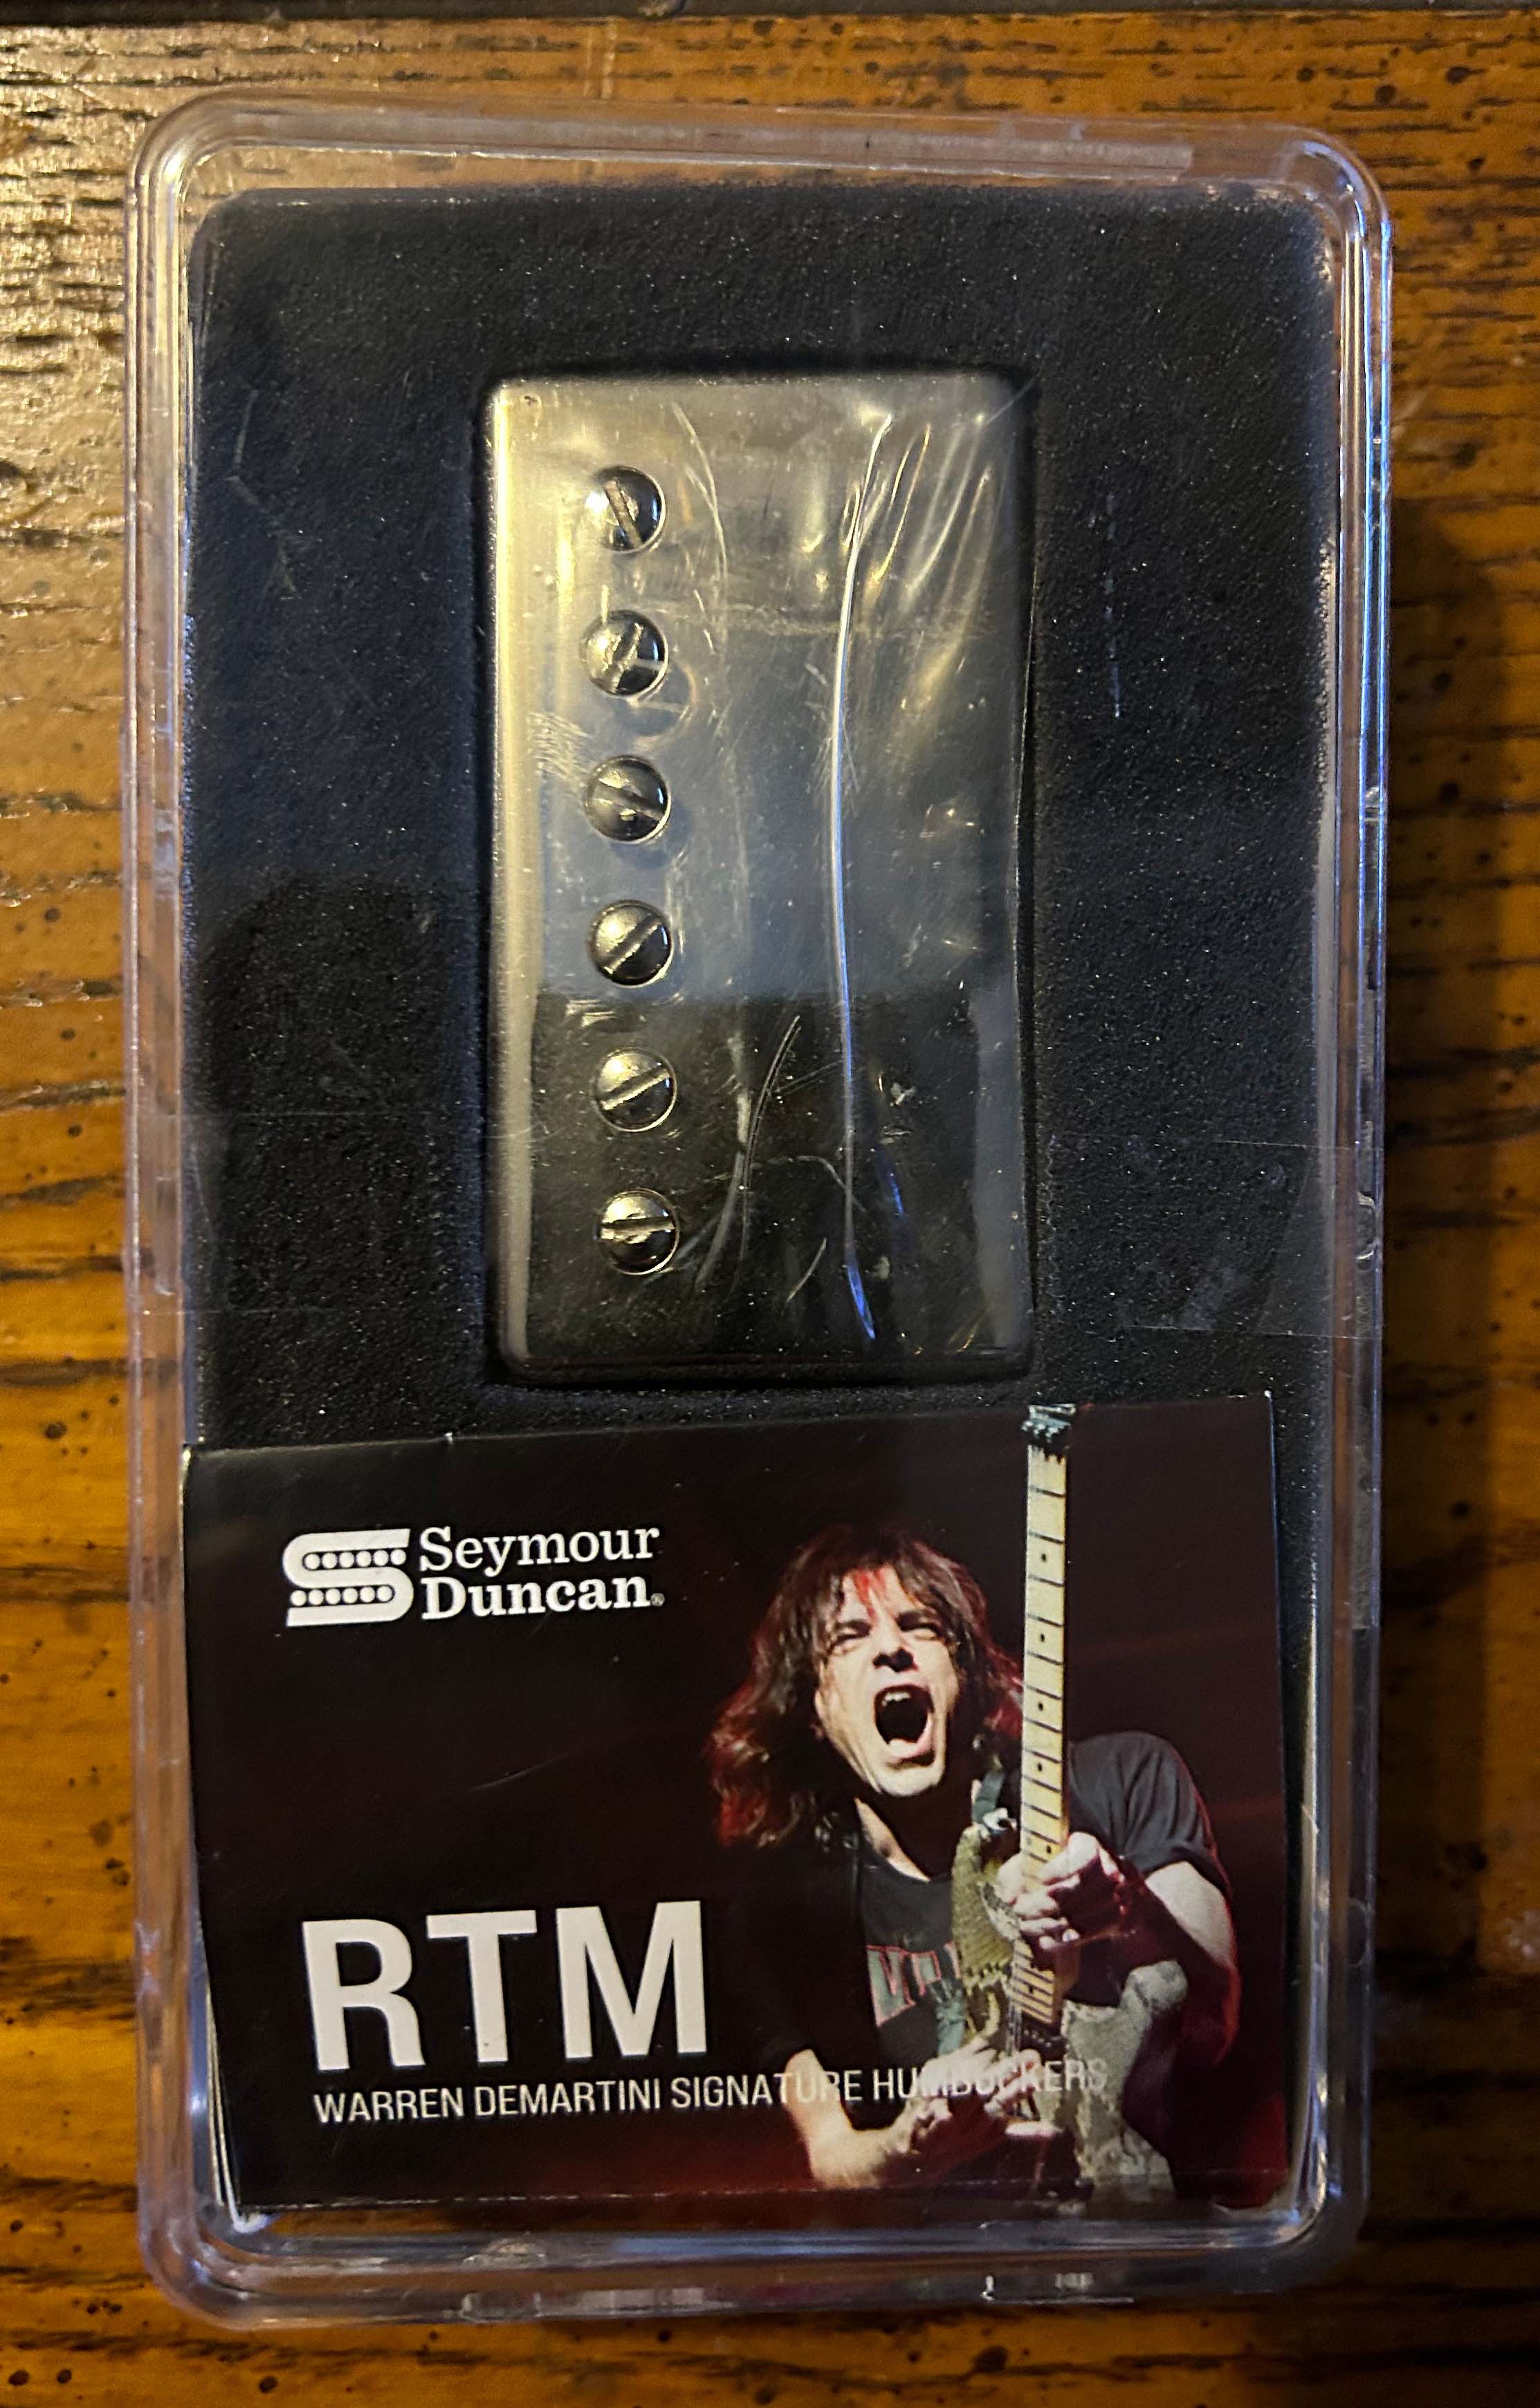 Seymour
Duncan®
RTM
WARREN DEMARTINI SIGNATURE HUMBUCKERS